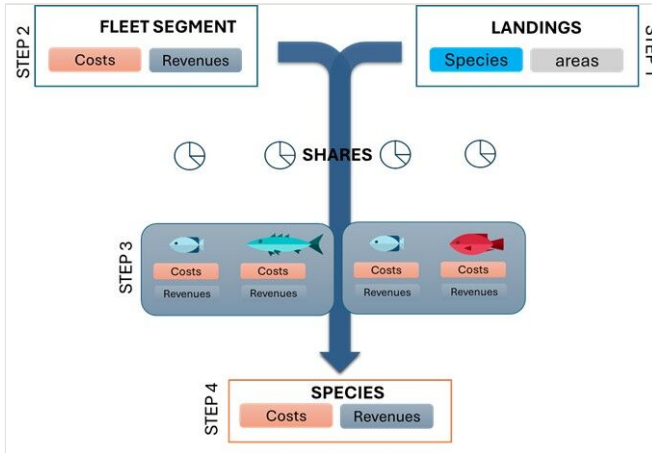 STEP 2
FLEET SEGMENT
Costs
Revenues
LANDINGS
Species
areas
SHARES
STEP 3
Costs
Costs
Costs
Costs
Revenues
Revenues
Revenues
Revenues
STEP 4
SPECIES
Costs
Revenues